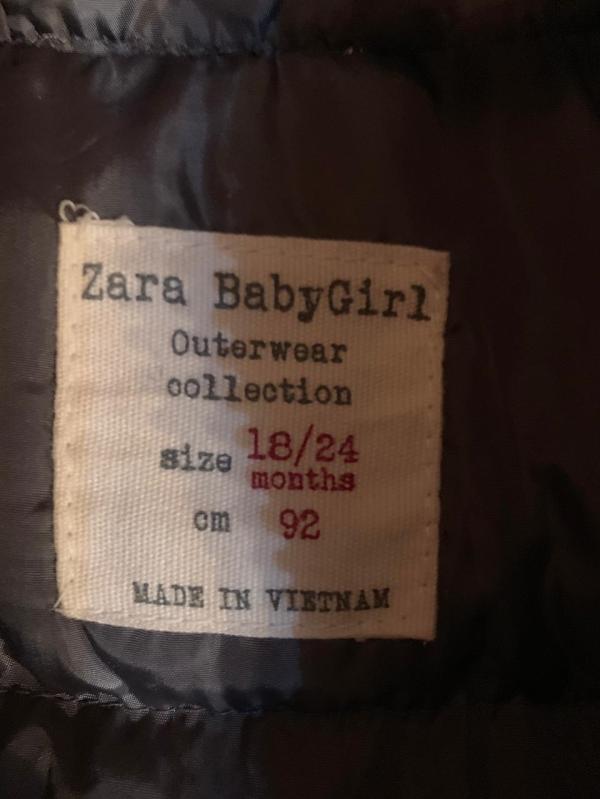 Zara BabyGirl
Outerwear
collection
size 18/24
months
cm 92
MADE IN VIETNAM